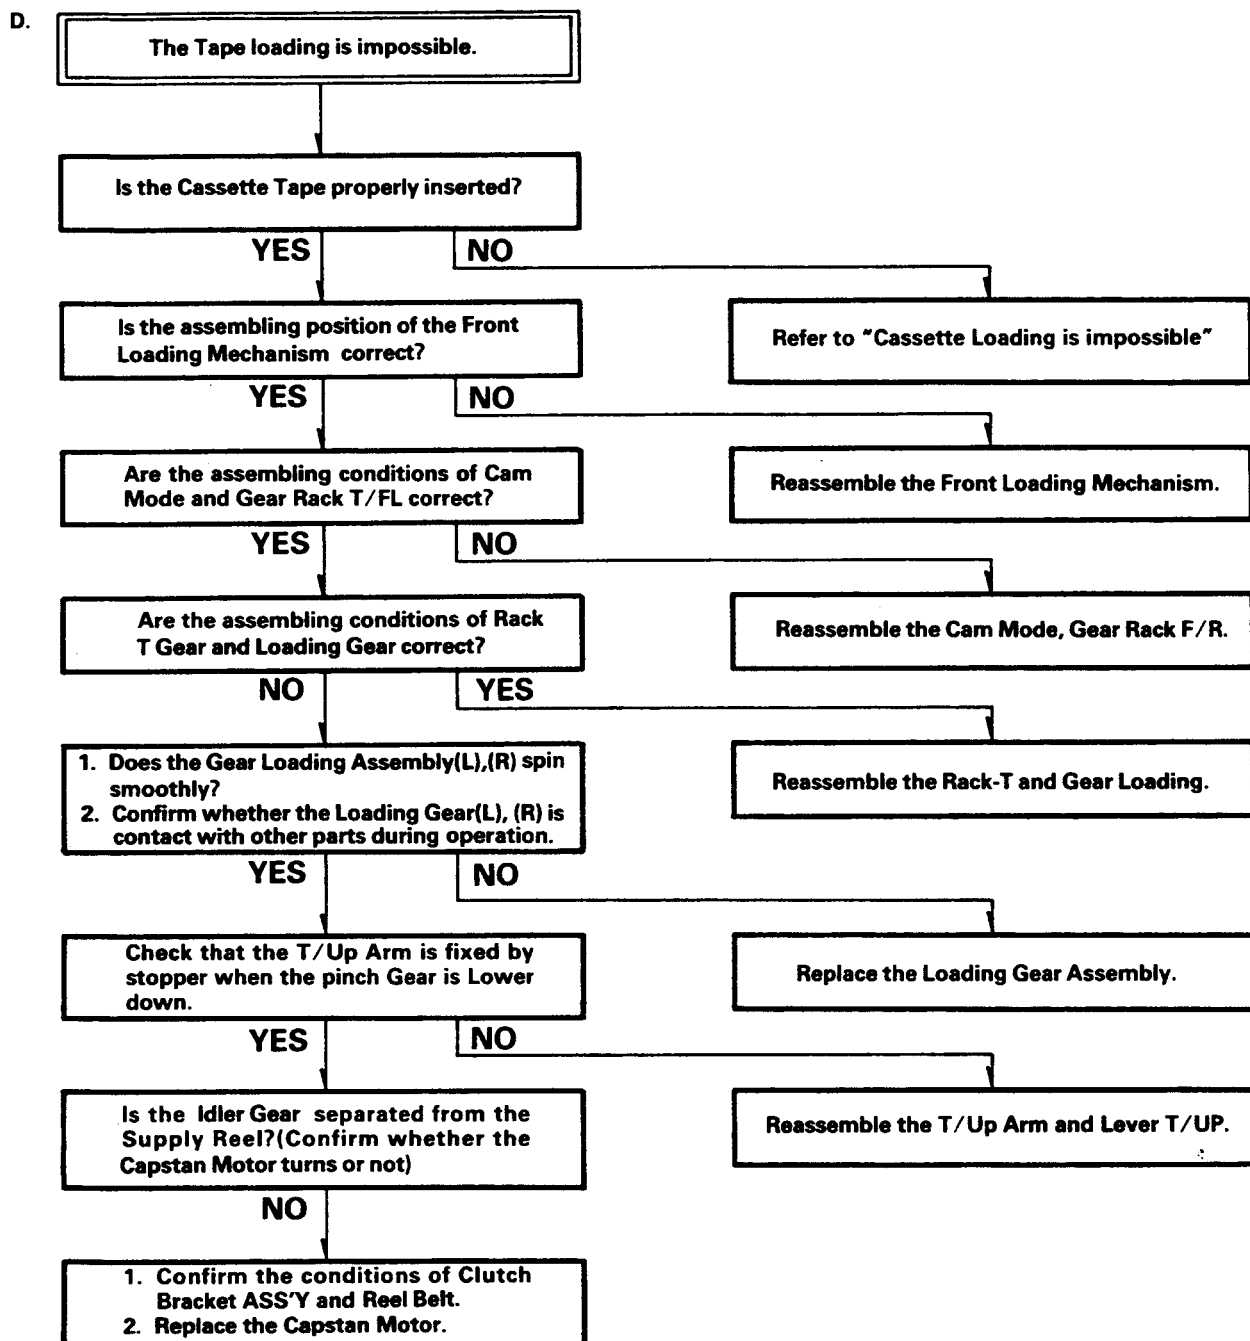 D.
The Tape loading is impossible.
Is the Cassette Tape properly inserted?
YES
NO
Is the assembling position of the Front
Loading Mechanism correct?
Refer to "Cassette Loading is impossible"
YES
NO
Are the assembling conditions of Cam
Mode and Gear Rack T/FL correct?
Reassemble the Front Loading Mechanism.
YES
NO
Are the assembling conditions of Rack
T Gear and Loading Gear correct?
Reassemble the Cam Mode, Gear Rack F/R.
NO
YES
1. Does the Gear Loading Assembly(L),(R) spin
smoothly?
2. Confirm whether the Loading Gear(L), (R) is
contact with other parts during operation.
Reassemble the Rack-T and Gear Loading.
YES
NO
Check that the T/Up Arm is fixed by
stopper when the pinch Gear is Lower
down.
Replace the Loading Gear Assembly.
YES
NO
Is the Idler Gear separated from the
Supply Reel?(Confirm whether the
Capstan Motor turns or not)
Reassemble the T/Up Arm and Lever T/UP.
NO
1. Confirm the conditions of Clutch
Bracket ASS'Y and Reel Belt.
2. Replace the Capstan Motor.